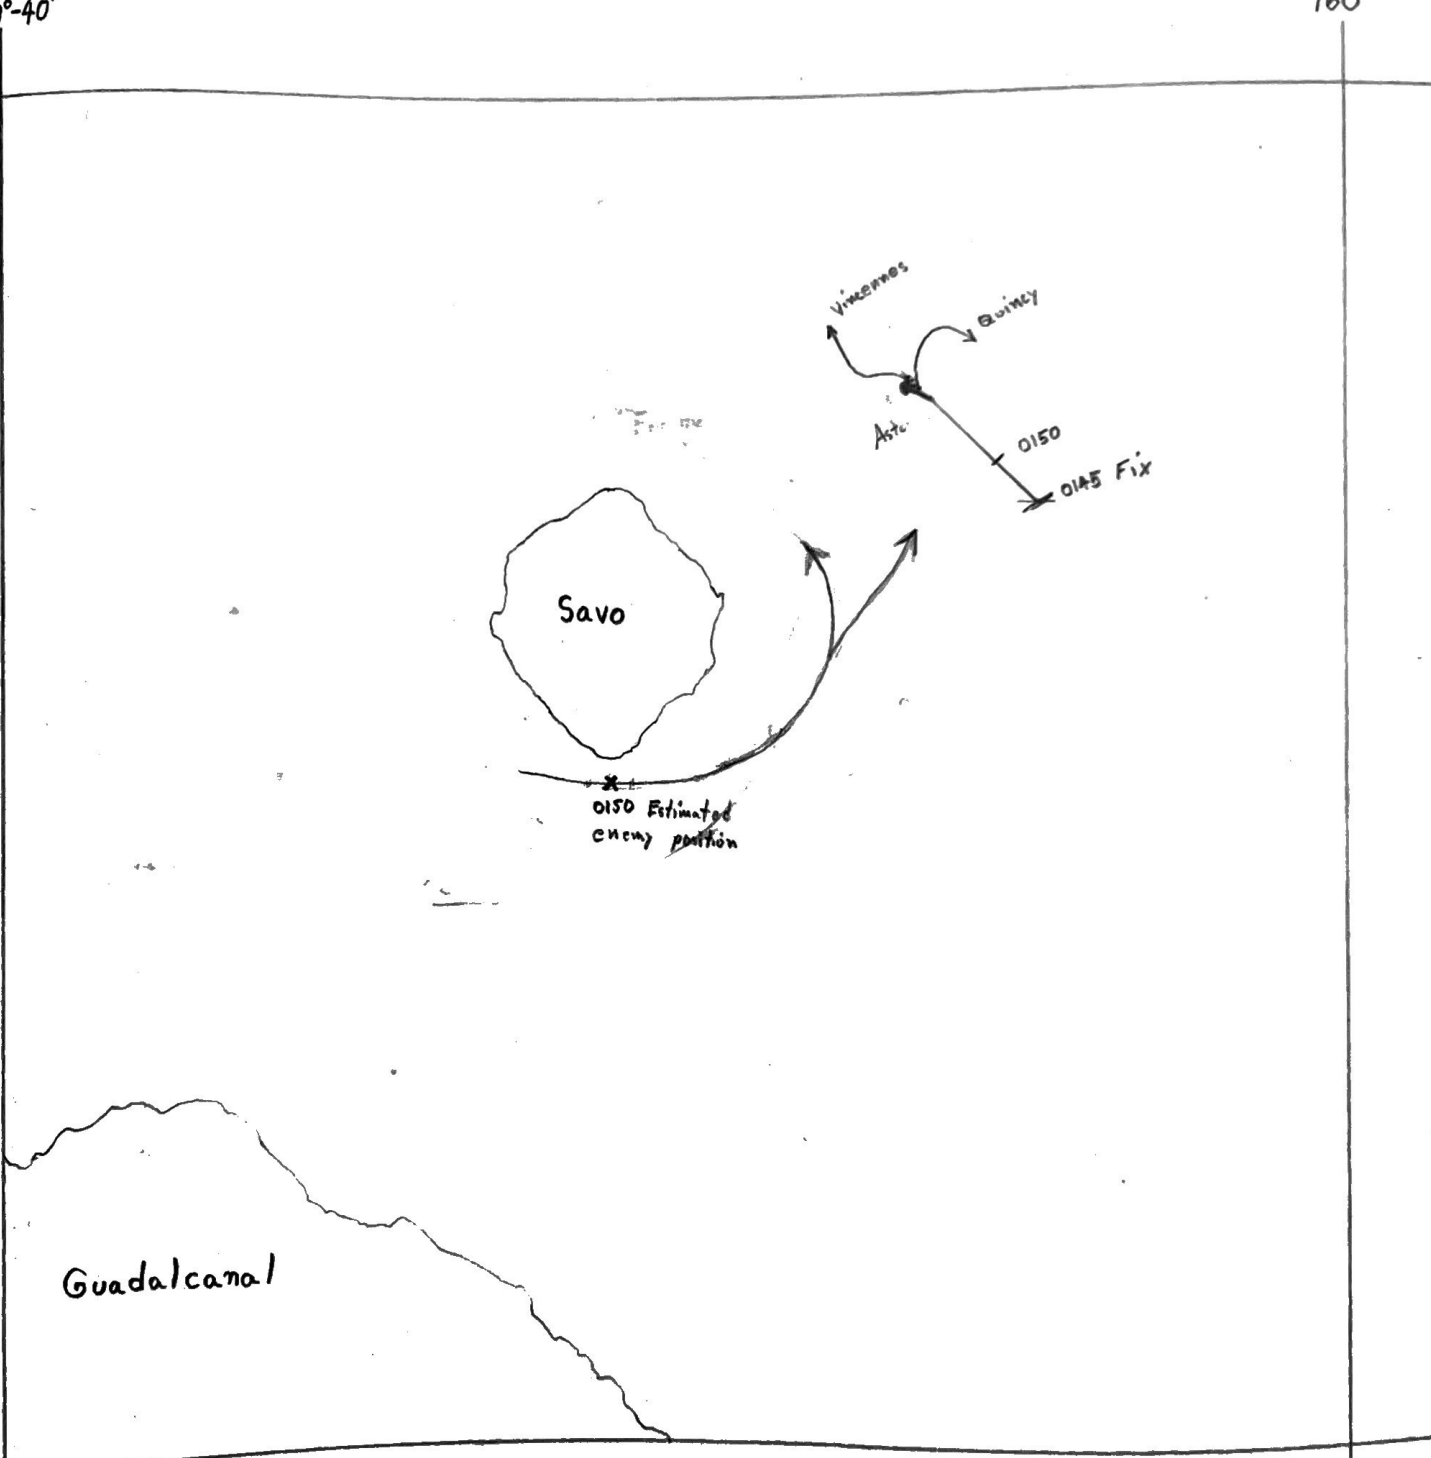 °-40'
160
Vincennes
Quincy
0150
0145 Fix
Savo
0150 Estimated
enemy position
Guadalcanal